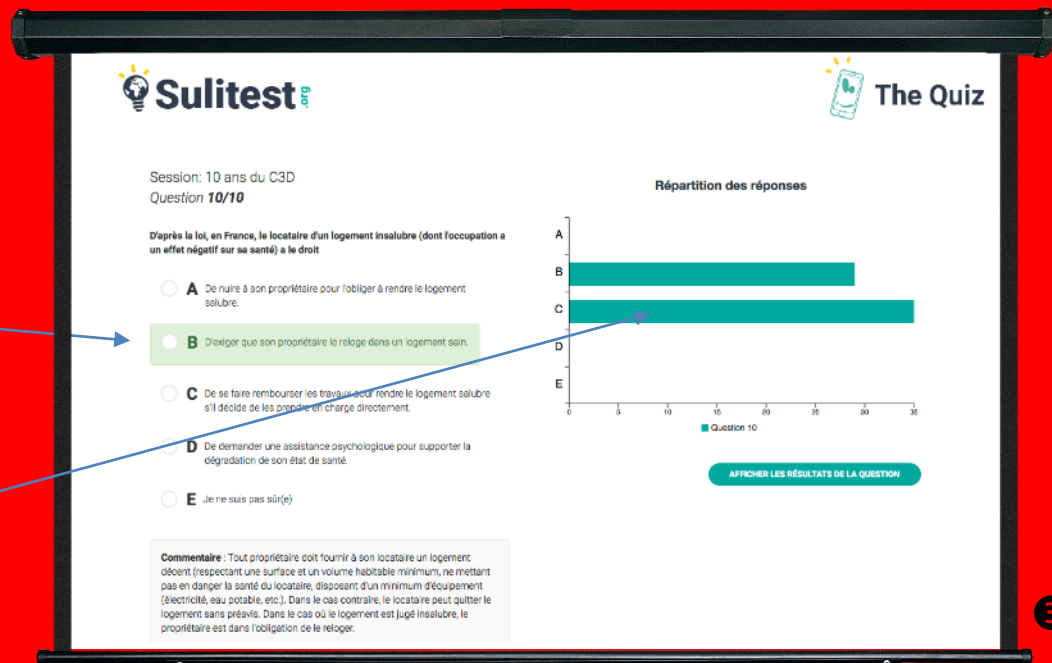 Sulitest.org
The Quiz
Session: 10 ans du C3D
Question 10/10
D'après la loi, en France, le locataire d'un logement insalubre (dont l'occupation a
un effet négatif sur sa santé) a le droit
A De nuire à son propriétaire pour l'obliger à rendre le logement
salubre.
B D'exiger que son propriétaire le reloge dans un logement sain.
C De se faire rembourser les travaux pour rendre le logement salubre
s'il décide de les prendre en charge directement.
D De demander une assistance psychologique pour supporter la
dégradation de son état de santé.
E Je ne suis pas sûr(e)
Commentaire : Tout propriétaire doit fournir à son locataire un logement
décent (respectant une surface et un volume habitable minimum, ne mettant
pas en danger la santé du locataire, disposant d'un minimum d'équipement
(électricité, eau potable, etc.). Dans le cas contraire, le locataire peut quitter le
logement sans préavis. Dans le cas où le logement est jugé insalubre, le
propriétaire est dans l'obligation de le reloger.
Répartition des réponses
A
B
C
D
E
0 5 10 15 20 25 30 35
Question 10
AFFICHER LES RÉSULTATS DE LA QUESTION